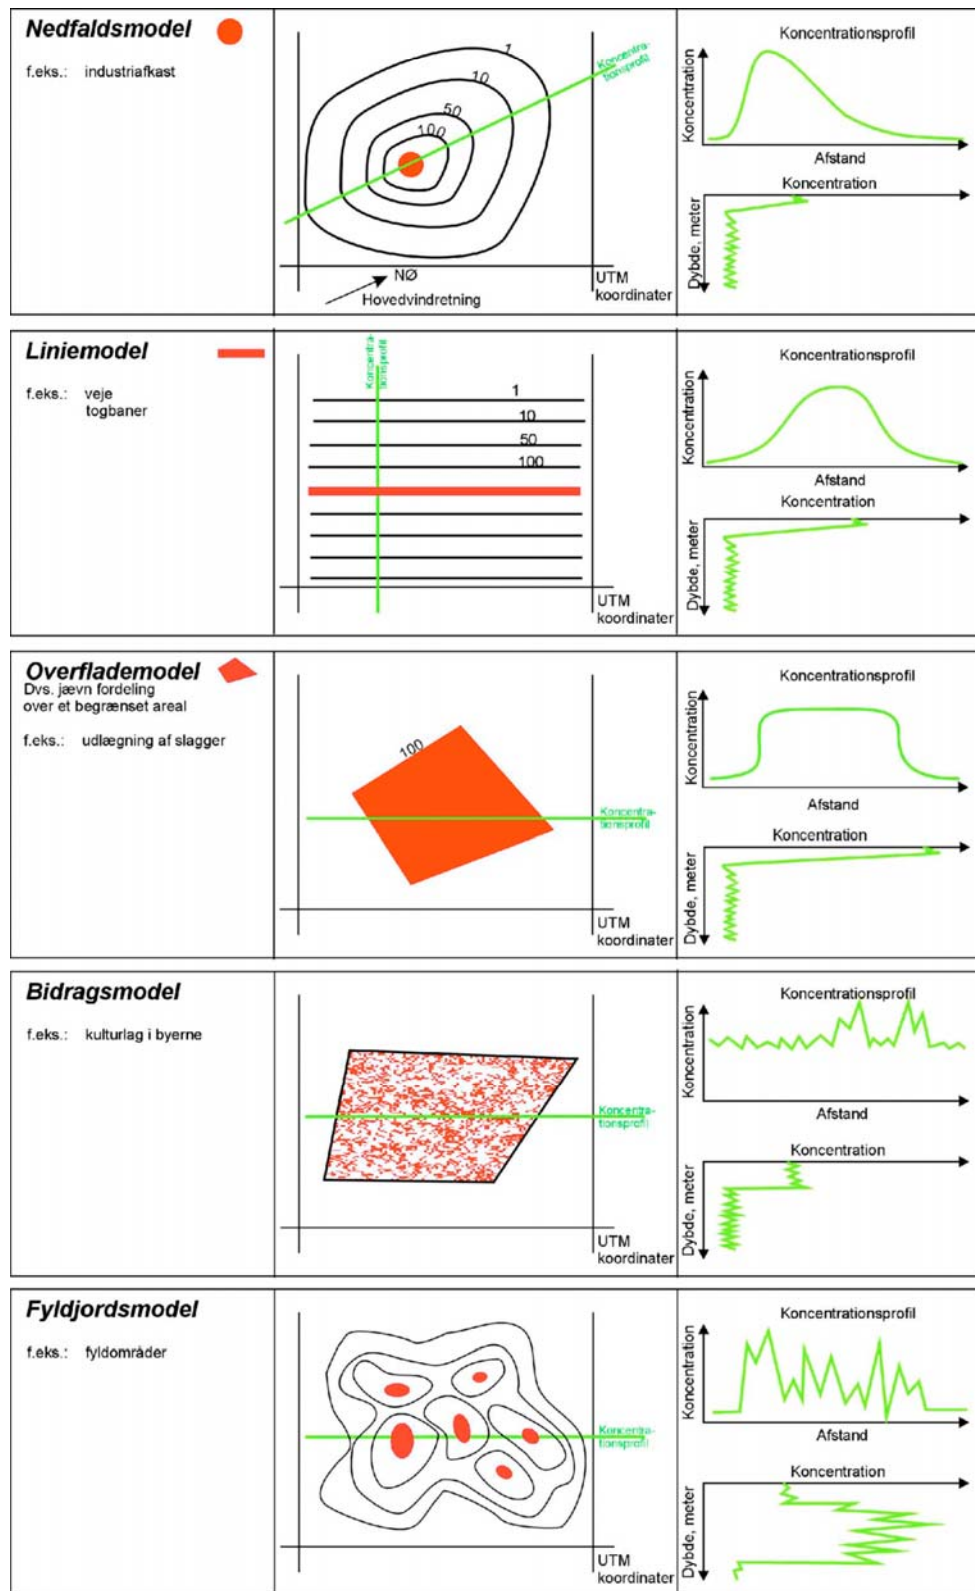 Nedfaldsmodel
f.eks.: industriafkast
1
10
50
100
Koncentra-
tionsprofil
NØ
Hovedvindretning
UTM
koordinater
Koncentrationsprofil
Koncentration
Afstand
Koncentration
Dybde, meter
Liniemodel
f.eks.: veje
togbaner
Koncentra-
tionsprofil
1
10
50
100
UTM
koordinater
Koncentrationsprofil
Koncentration
Afstand
Koncentration
Dybde, meter
Overflademodel
Dvs. jævn fordeling
over et begrænset areal
f.eks.: udlægning af slagger
100
Koncentra-
tionsprofil
UTM
koordinater
Koncentrationsprofil
Koncentration
Afstand
Koncentration
Dybde, meter
Bidragsmodel
f.eks.: kulturlag i byerne
Koncentra-
tionsprofil
UTM
koordinater
Koncentrationsprofil
Koncentration
Afstand
Koncentration
Dybde, meter
Fyldjordsmodel
f.eks.: fyldområder
Koncentra-
tionsprofil
UTM
koordinater
Koncentrationsprofil
Koncentration
Afstand
Koncentration
Dybde, meter